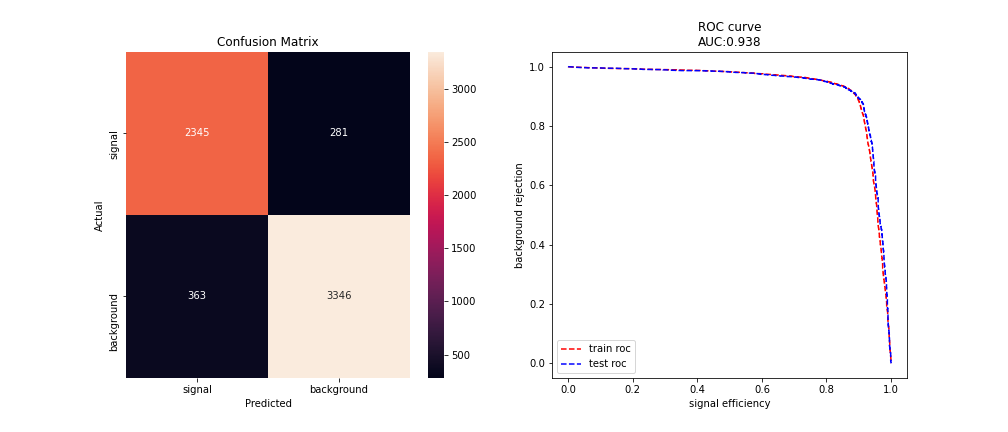 Confusion Matrix
2345
281
363
3346
signal
background
Actual
signal
background
Predicted
3000
2500
2000
1500
1000
500
ROC curve
AUC:0.938
1.0
0.8
0.6
0.4
0.2
0.0
background rejection
train roc
test roc
0.0
0.2
0.4
0.6
0.8
1.0
signal efficiency